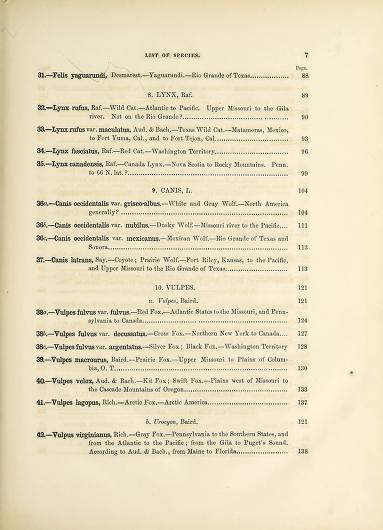 LIST OF SPECIES. 7
Page.
31.—Felis yaguarundi, Desmarest.—Yaguarundi.—Rio Grande of Texas.................. 88
8. LYNX, Raf. 89
32.—Lynx rufus, Raf.—Wild Cat.—Atlantic to Pacific. Upper Missouri to the Gila
river. Not on the Rio Grande?.................. 90
33.—Lynx rufus var. maculatus, Aud. & Bach.—Texas Wild Cat.—Matamoras, Mexico,
to Fort Yuma, Cal., and to Fort Tejon, Cal.................. 93
34.—Lynx fasciatus, Raf.—Red Cat.—Washington Territory.................. 96
35.—Lynx canadensis, Raf.—Canada Lynx.—Nova Scotia to Rocky Mountains. Penn.
to 66 N. lat.?.................. 99
9. CANIS, L. 104
36a.—Canis occidentalis var. griseo-albus.—White and Gray Wolf.—North America
generally?.................. 104
36b.—Canis occidentalis var. nubilus.—Dusky Wolf.—Missouri river to the Pacific.... 111
36c.—Canis occidentalis var. mexicanus.—Mexican Wolf.—Rio Grande of Texas and
Sonora.................. 113
37.—Canis latrans, Say.—Coyote; Prairie Wolf.—Fort Riley, Kansas, to the Pacific,
and Upper Missouri to the Rio Grande of Texas.................. 113
10. VULPES. 121
a. Vulpes, Baird. 121
38a.—Vulpes fulvus var. fulvus.—Red Fox.—Atlantic States to the Missouri, and Penn-
sylvania to Canada.................. 124
38b.—Vulpes fulvus var. decussatus.—Cross Fox.—Northern New York to Canada..... 127
38c.—Vulpes fulvus var. argentatus.—Silver Fox; Black Fox.—Washington Territory 128
39.—Vulpes macrourus, Baird.—Prairie Fox.—Upper Missouri to Plains of Colum-
bia, O. T.................. 130
40.—Vulpes velox, Aud. & Bach.—Kit Fox; Swift Fox.—Plains west of Missouri to
the Cascade Mountains of Oregon.................. 133
41.—Vulpes lagopus, Rich.—Arctic Fox.—Arctic America.................. 137
b. Urocyon, Baird. 121
42.—Vulpus virginianus, Rich.—Gray Fox.—Pennsylvania to the Southern States, and
from the Atlantic to the Pacific; from the Gila to Puget's Sound.
According to Aud. & Bach., from Maine to Florida.................. 138